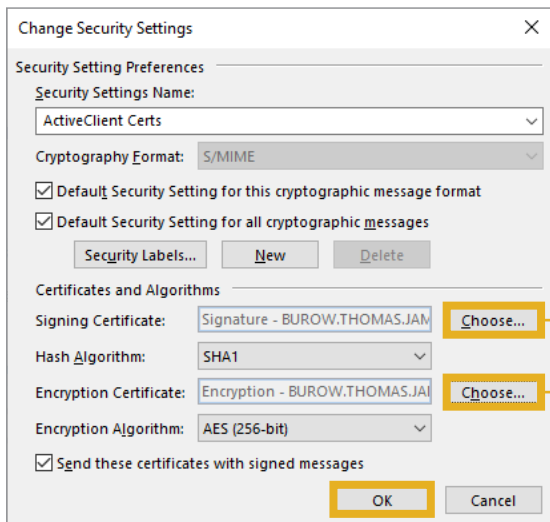 Change Security Settings
Security Setting Preferences
Security Settings Name:
ActiveClient Certs
Cryptography Format: S/MIME
Default Security Setting for this cryptographic message format
Default Security Setting for all cryptographic messages
Security Labels... New Delete
Certificates and Algorithms
Signing Certificate: Signature - BUROW.THOMAS.JAM Choose...
Hash Algorithm: SHA1
Encryption Certificate: Encryption - BUROW.THOMAS.JAI Choose...
Encryption Algorithm: AES (256-bit)
Send these certificates with signed messages
OK Cancel